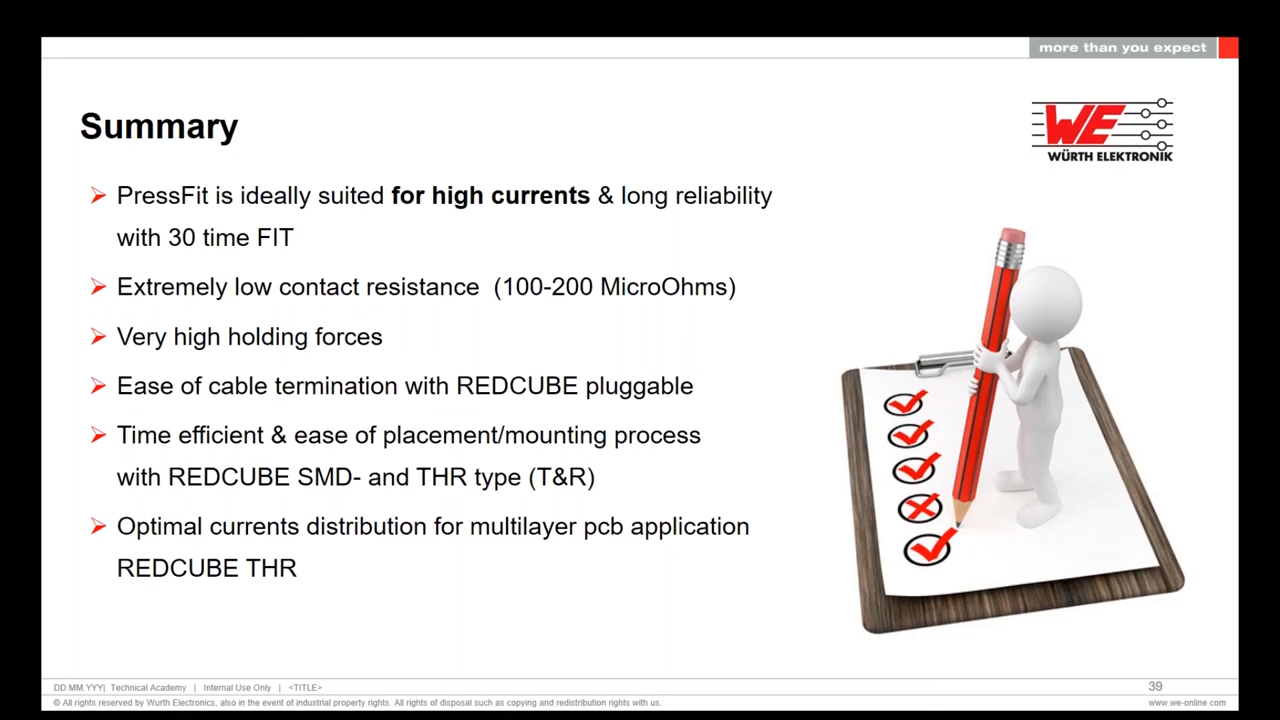 more than you expect
Summary
WE
WÜRTH ELEKTRONIK
PressFit is ideally suited for high currents & long reliability
with 30 time FIT
Extremely low contact resistance (100-200 MicroOhms)
Very high holding forces
Ease of cable termination with REDCUBE pluggable
Time efficient & ease of placement/mounting process
with REDCUBE SMD- and THR type (T&R)
Optimal currents distribution for multilayer pcb application
REDCUBE THR
DD.MM.YYY| Technical Academy | Internal Use Only | <TITLE>
39
© All rights reserved by Wurth Electronics, also in the event of industrial property rights. All rights of disposal such as copying and redistribution rights with us.
www.we-online.com